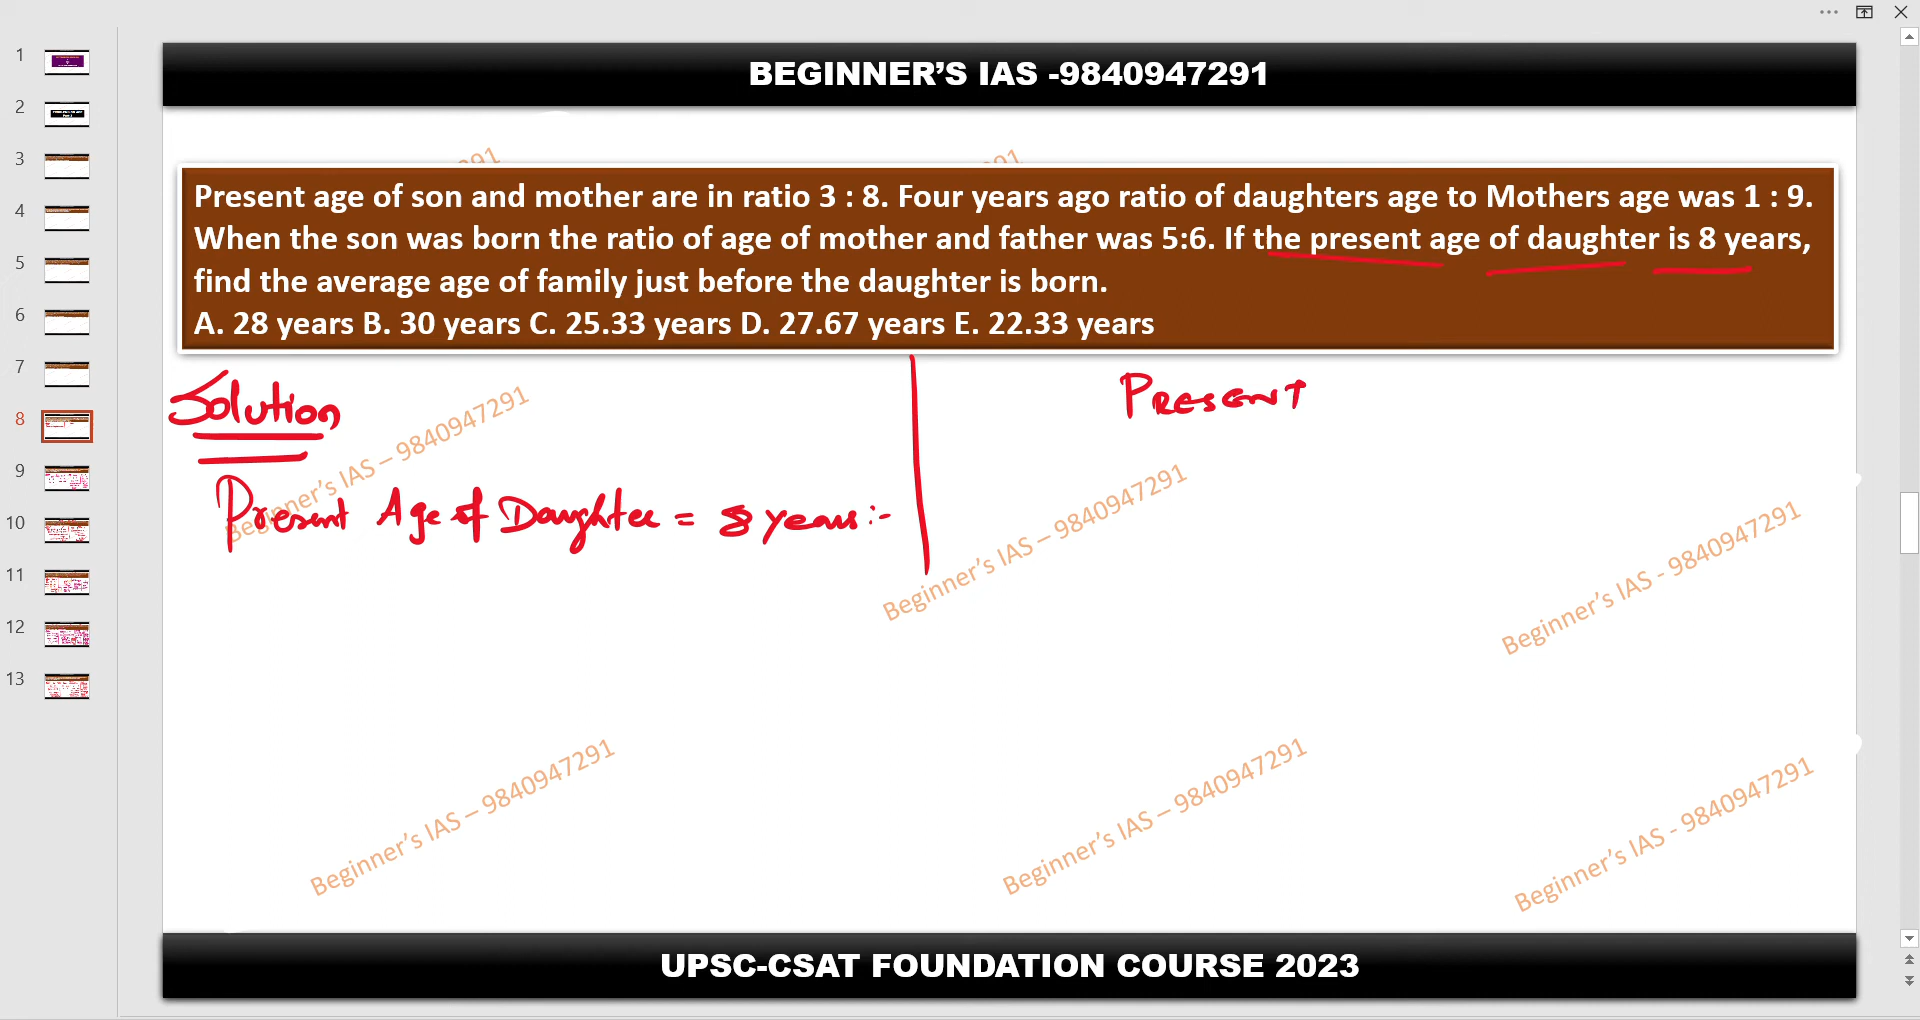 1
2
3
4
5
6
7
8
9
10
11
12
13
BEGINNER’S IAS -9840947291
Present age of son and mother are in ratio 3 : 8. Four years ago ratio of daughters age to Mothers age was 1 : 9.
When the son was born the ratio of age of mother and father was 5:6. If the present age of daughter is 8 years,
find the average age of family just before the daughter is born.
A. 28 years B. 30 years C. 25.33 years D. 27.67 years E. 22.33 years
Solution
PRESENT
Present Age of Daughter = 8 years :-
Beginner’s IAS – 9840947291
Beginner’s IAS – 9840947291
Beginner’s IAS - 9840947291
Beginner’s IAS – 9840947291
Beginner’s IAS – 9840947291
Beginner’s IAS - 9840947291
UPSC-CSAT FOUNDATION COURSE 2023